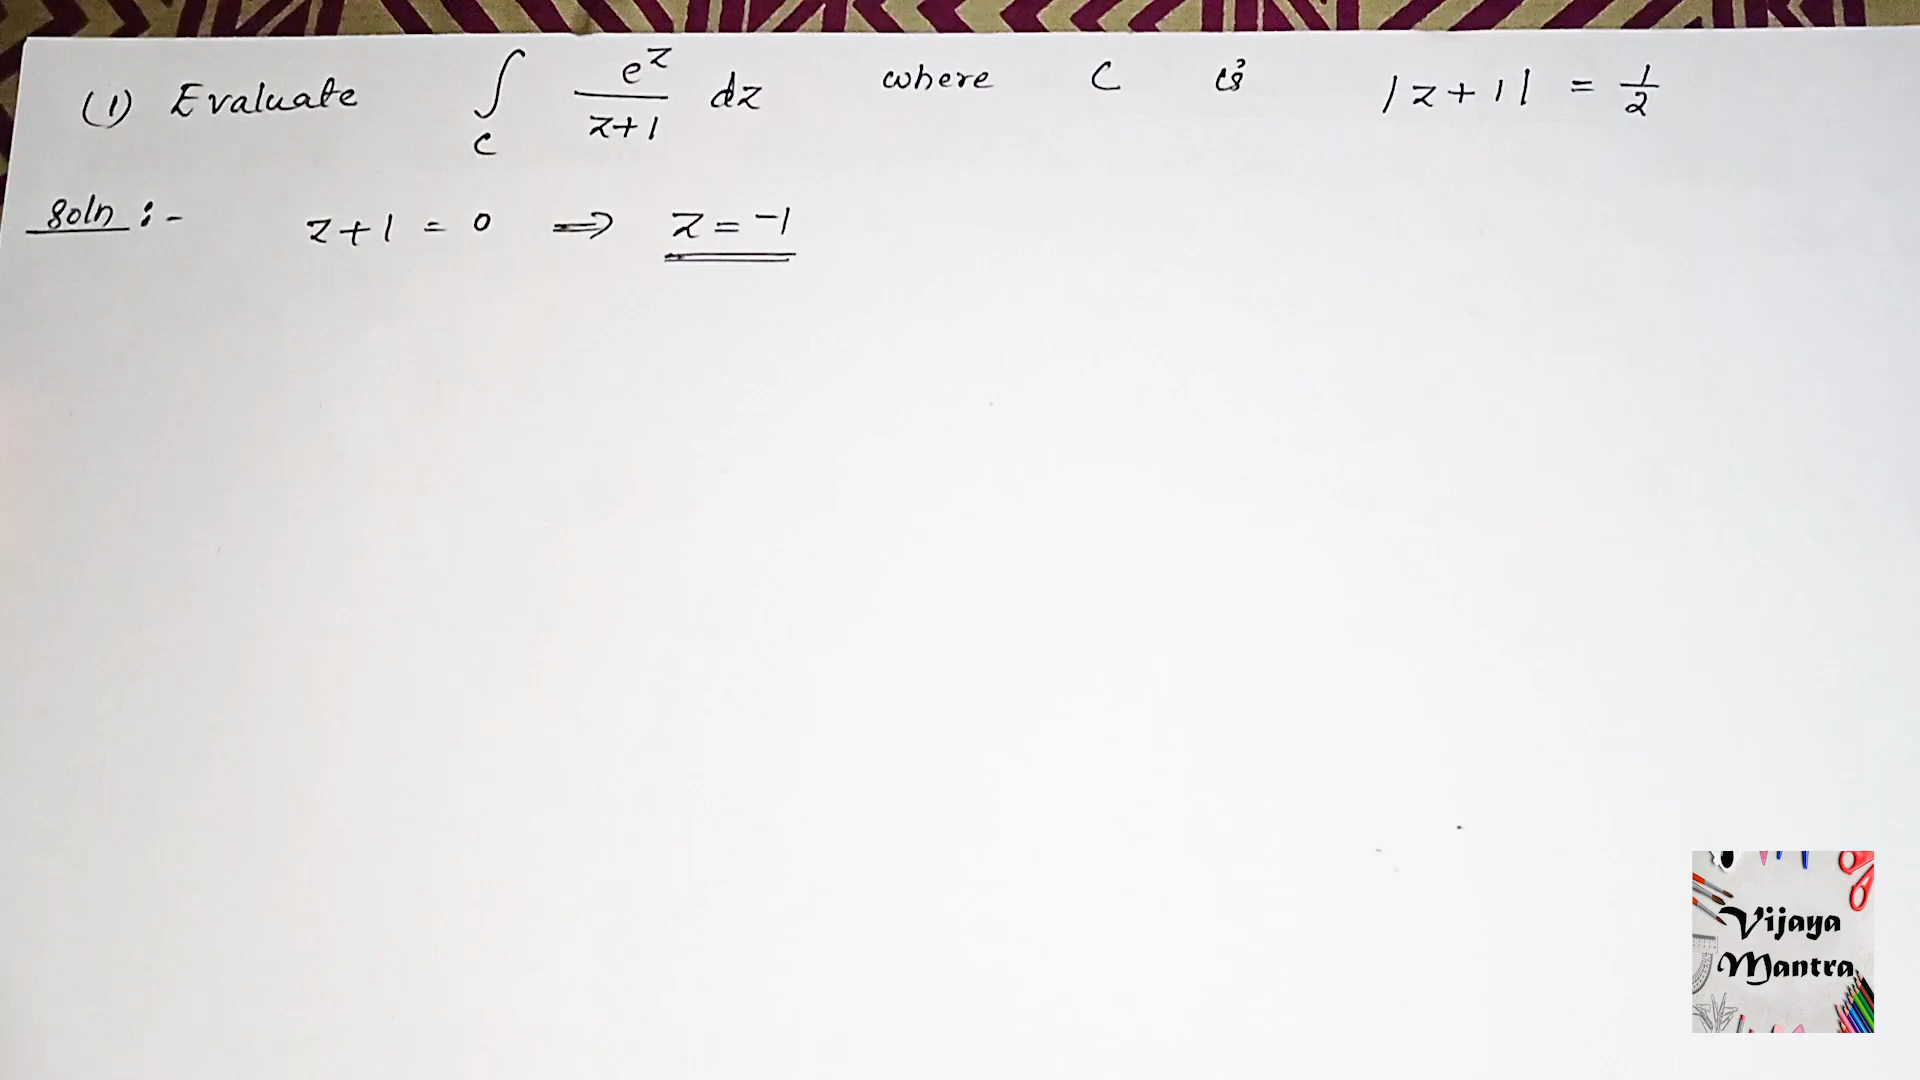 (1) Evaluate ∫_C e^z/(z+1) dz where C is |z+1| = 1/2
Soln :- z+1 = 0 ⇒ z = -1
Vijaya
Mantra